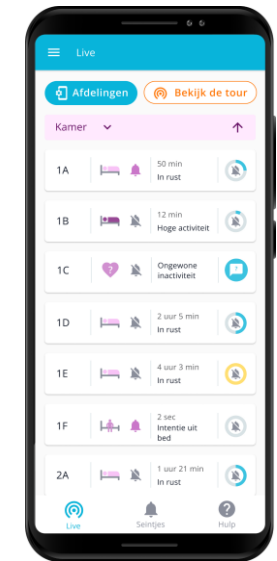 Live
Afdelingen
Bekijk de tour
Kamer
1A
50 min
In rust
1B
12 min
Hoge activiteit
1C
?
Ongewone
inactiviteit
!
1D
2 uur 5 min
In rust
1E
4 uur 3 min
In rust
1F
2 sec
Intentie uit
bed
2A
1 uur 21 min
In rust
Live
Seintjes
?
Hulp